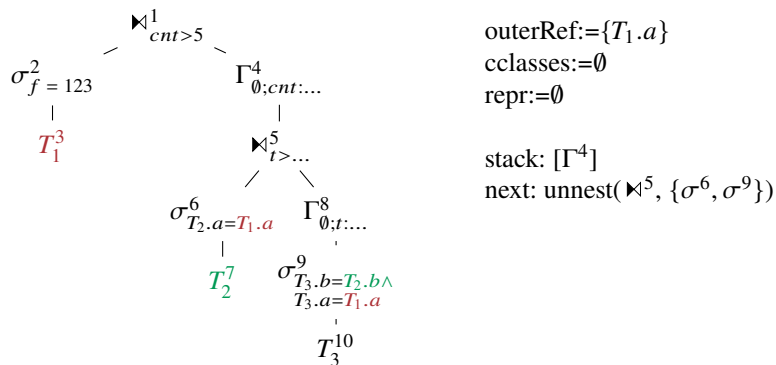 ⧑¹cnt>5
outerRef:={T₁.a}
σ²f = 123
Γ⁴∅;cnt:...
cclasses:=∅
repr:=∅
T₁³
⧑⁵t>...
stack: [Γ⁴]
next: unnest(⧑⁵, {σ⁶, σ⁹})
σ⁶T₂.a=T₁.a
Γ⁸∅;t:...
T₂⁷
σ⁹T₃.b=T₂.b∧
T₃.a=T₁.a
T₃¹⁰